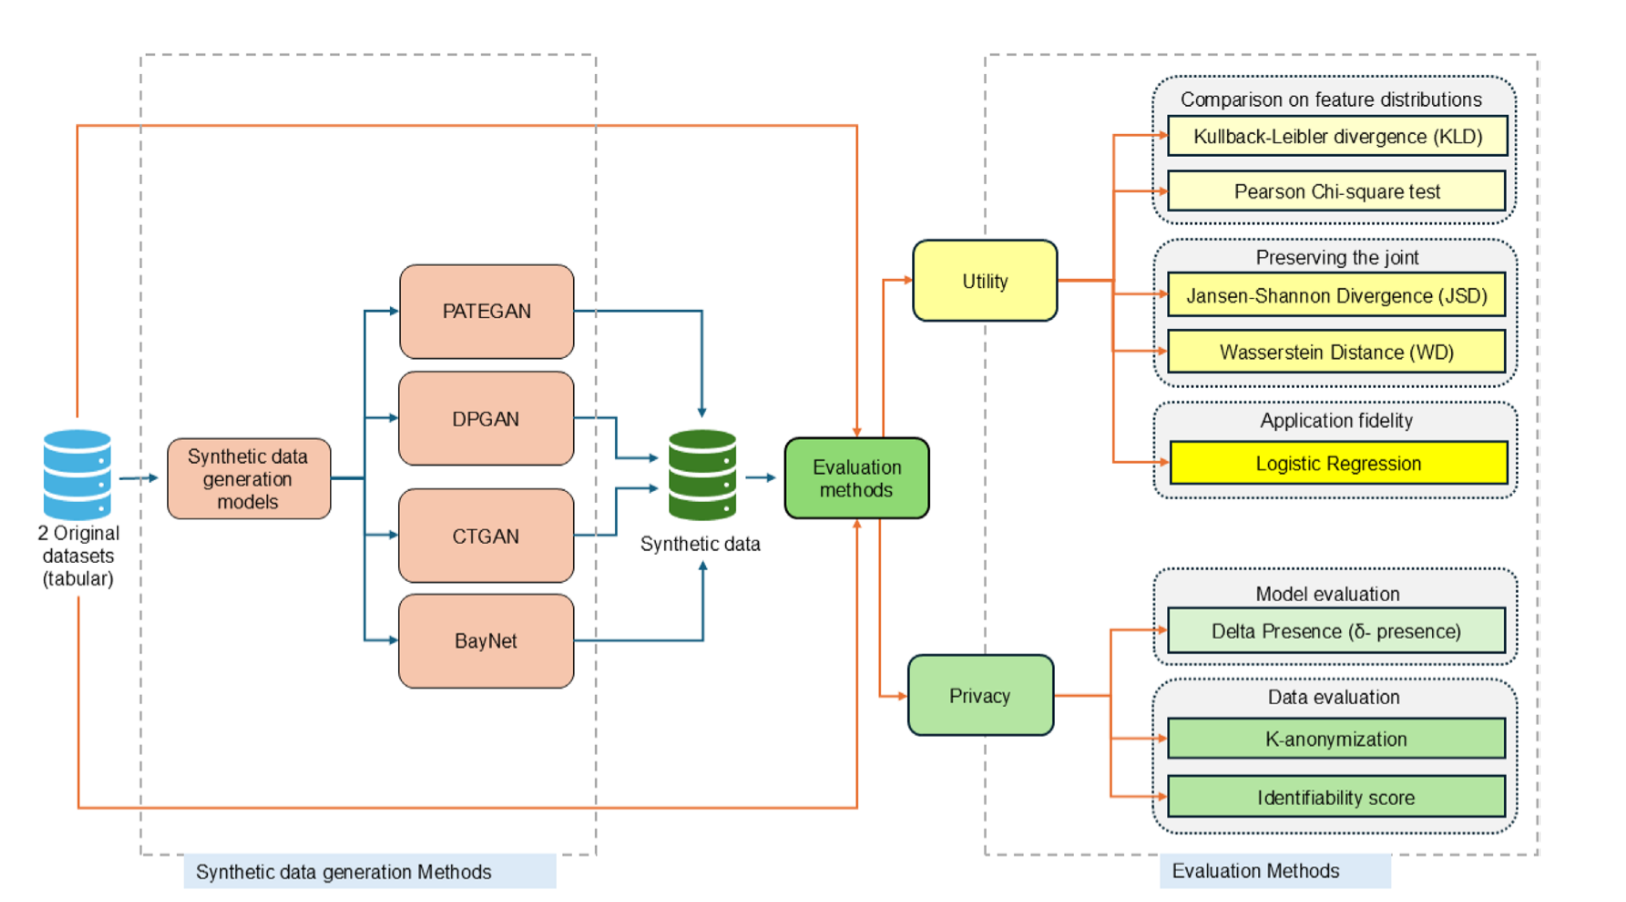 2 Original
datasets
(tabular)
Synthetic data
generation
models
PATEGAN
DPGAN
CTGAN
BayNet
Synthetic data
Evaluation
methods
Utility
Privacy
Comparison on feature distributions
Kullback-Leibler divergence (KLD)
Pearson Chi-square test
Preserving the joint
Jansen-Shannon Divergence (JSD)
Wasserstein Distance (WD)
Application fidelity
Logistic Regression
Model evaluation
Delta Presence (δ- presence)
Data evaluation
K-anonymization
Identifiability score
Synthetic data generation Methods
Evaluation Methods